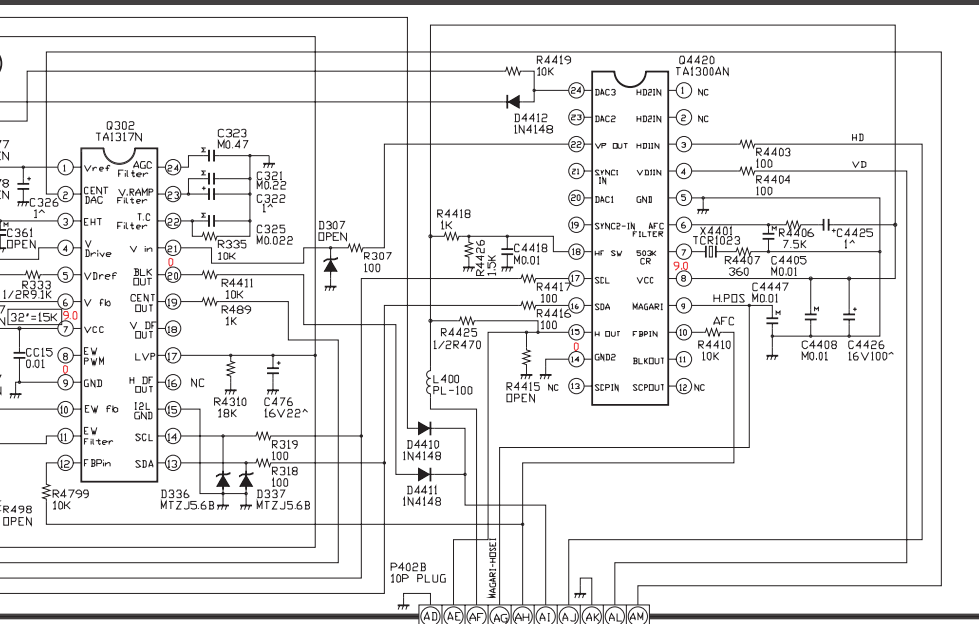 R4419
10K
Q4420
TA1300AN
24 DAC3
HD2IN 1 NC
D4412
1N4148
23 DAC2
HD2IN 2 NC
22 VP OUT
HD1IN 3
HD
R4403
100
21 SYNC1
IN
VD1IN 4
VD
R4404
100
20 DAC1
GND 5
19 SYNC2-IN
AFC
FILTER 6
R4406
7.5K
C4425
1^
X4401
TCR1023
18 HF SW
503K
CR 7
R4407
360
C4405
M0.01
9.0
17 SCL
VCC 8
16 SDA
MAGARI 9
H.POS
C4447
M0.01
15 H OUT
FBPIN 10
AFC
R4410
10K
0
14 GND2
BLKOUT 11
13 SCPIN
NC
SCPOUT 12 NC
C4408
M0.01
C4426
16V100^
R4418
1K
R4426
1.5K
C4418
M0.01
R4417
100
R4416
100
R4425
1/2R470
R4415
OPEN
L400
PL-100
Q302
TA1317N
77
EN
1 Vref
AGC
Filter 24
C323
M0.47
78
EN
2 CENT
DAC
V.RAMP
Filter 23
C321
M0.22
C322
1^
C326
1^
3 EHT
T.C
Filter 22
C325
M0.022
C361
OPEN
4 V
Drive
V in 21
R335
10K
0
D307
OPEN
R307
100
R333
1/2R9.1K
5 VDref
BLK
OUT 20
R4411
10K
6 V fb
CENT
OUT 19
R489
1K
32"=15K
9.0
7 VCC
V DF
OUT 18
CC15
0.01
8 EW
PWM
LVP 17
0
9 GND
H DF
OUT 16 NC
R4310
18K
C476
16V22^
10 EW fb
I2L
GND 15
11 EW
Filter
SCL 14
R319
100
12 FBPin
SDA 13
R318
100
D4410
1N4148
D4411
1N4148
R4799
10K
D336
MTZJ5.6B
D337
MTZJ5.6B
R498
OPEN
P402B
10P PLUG
MAGARI-HOSEI
AD AE AF AG AH AI AJ AK AL AM